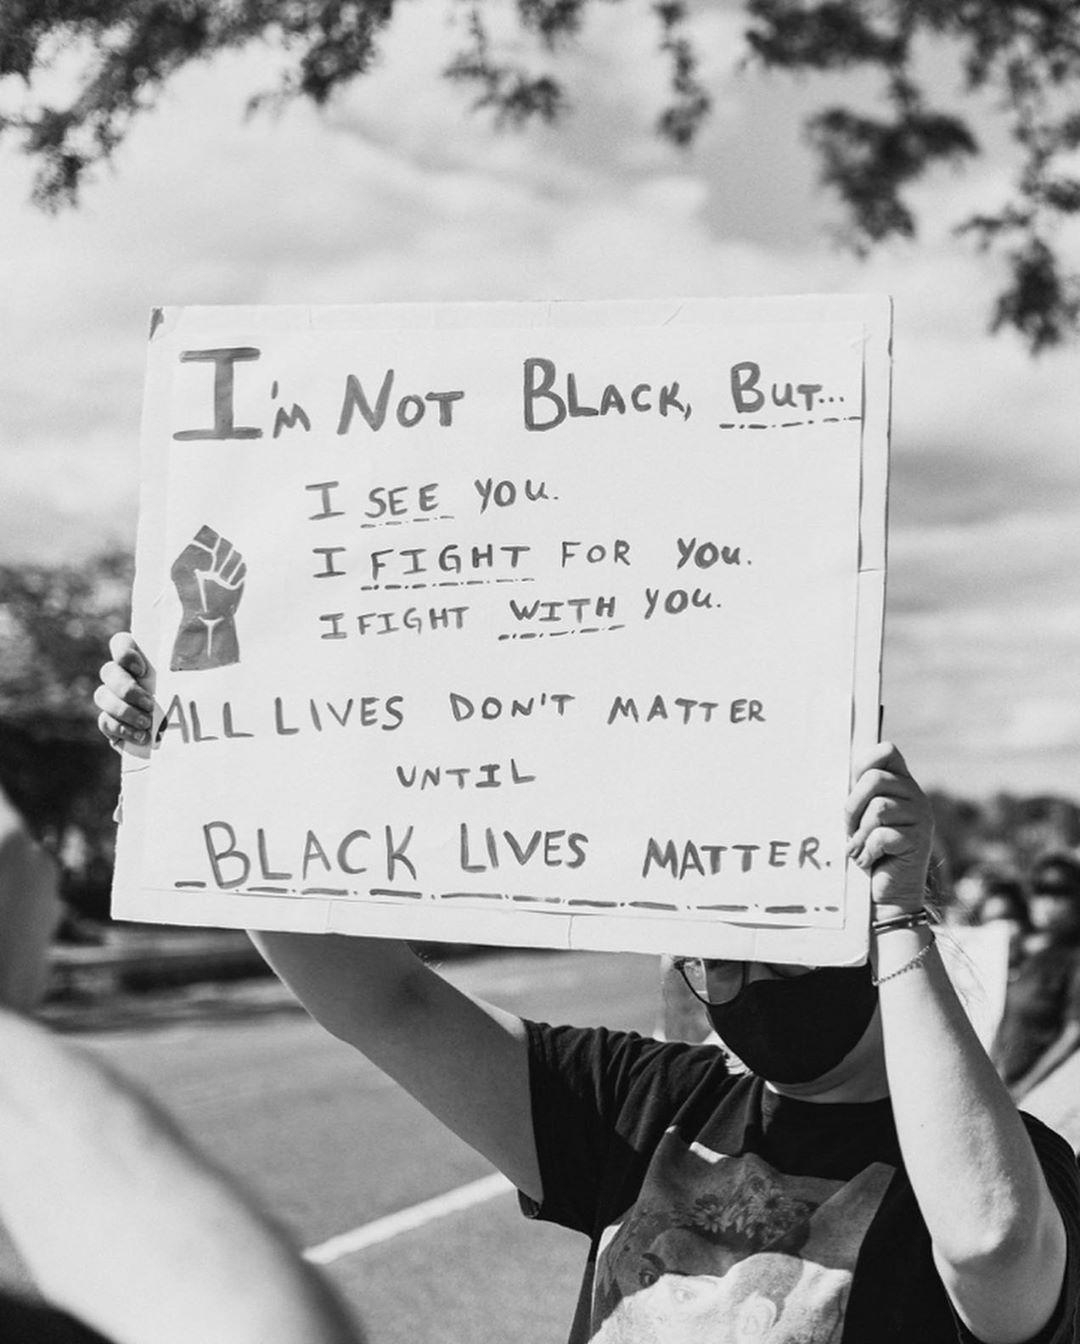 I'm NOT BLACK, BUT...
I SEE YOU.
I FIGHT FOR YOU.
I FIGHT WITH YOU.
ALL LIVES DON'T MATTER
UNTIL
BLACK LIVES MATTER.